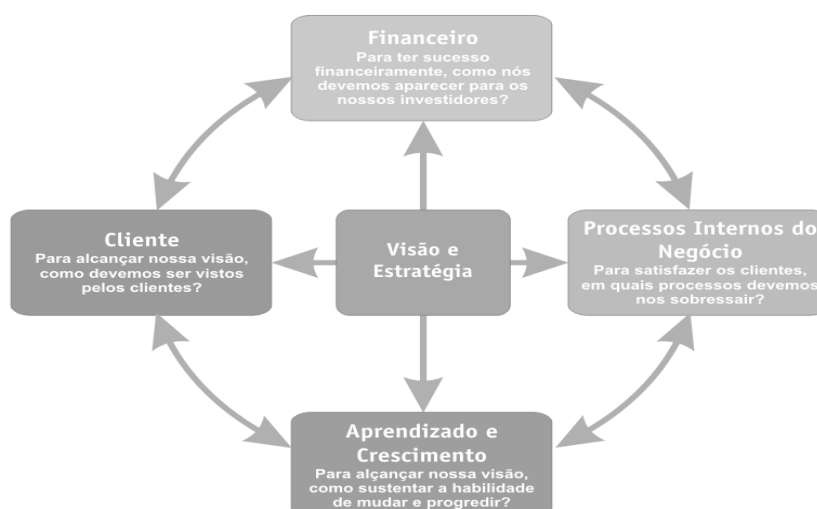 Financeiro
Para ter sucesso
financeiramente, como nós
devemos aparecer para os
nossos investidores?
Cliente
Para alcançar nossa visão,
como devemos ser vistos
pelos clientes?
Visão e
Estratégia
Processos Internos do
Negócio
Para satisfazer os clientes,
em quais processos devemos
nos sobressair?
Aprendizado e
Crescimento
Para alçançar nossa visão,
como sustentar a habilidade
de mudar e progredir?